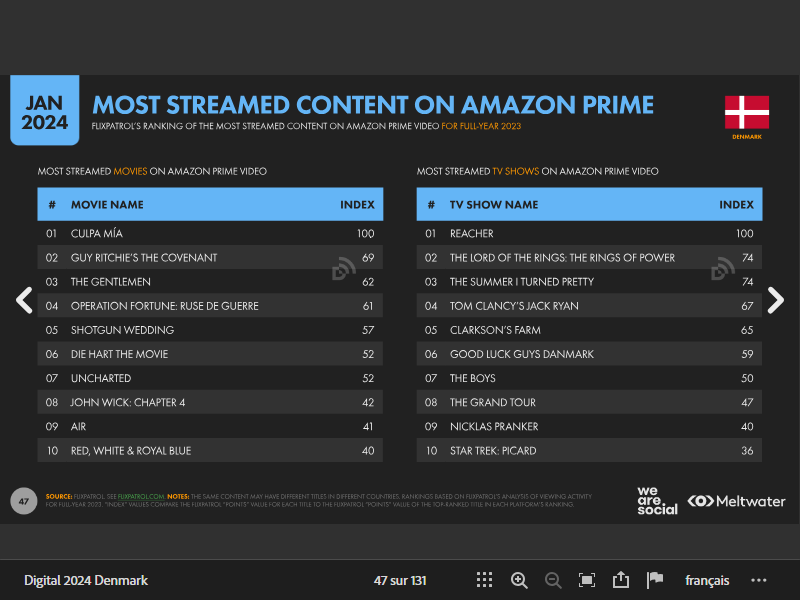 JAN
2024
MOST STREAMED CONTENT ON AMAZON PRIME
FLIXPATROL'S RANKING OF THE MOST STREAMED CONTENT ON AMAZON PRIME VIDEO FOR FULL-YEAR 2023
DENMARK
MOST STREAMED MOVIES ON AMAZON PRIME VIDEO
# MOVIE NAME INDEX
01 CULPA MÍA 100
02 GUY RITCHIE'S THE COVENANT 69
03 THE GENTLEMEN 62
04 OPERATION FORTUNE: RUSE DE GUERRE 61
05 SHOTGUN WEDDING 57
06 DIE HART THE MOVIE 52
07 UNCHARTED 52
08 JOHN WICK: CHAPTER 4 42
09 AIR 41
10 RED, WHITE & ROYAL BLUE 40
MOST STREAMED TV SHOWS ON AMAZON PRIME VIDEO
# TV SHOW NAME INDEX
01 REACHER 100
02 THE LORD OF THE RINGS: THE RINGS OF POWER 74
03 THE SUMMER I TURNED PRETTY 74
04 TOM CLANCY'S JACK RYAN 67
05 CLARKSON'S FARM 65
06 GOOD LUCK GUYS DANMARK 59
07 THE BOYS 50
08 THE GRAND TOUR 47
09 NICKLAS PRANKER 40
10 STAR TREK: PICARD 36
47
SOURCE: FLIXPATROL. SEE FLIXPATROL.COM. NOTES: THE SAME CONTENT MAY HAVE DIFFERENT TITLES IN DIFFERENT COUNTRIES. RANKINGS BASED ON FLIXPATROL'S ANALYSIS OF VIEWING ACTIVITY
FOR FULL-YEAR 2023. "INDEX" VALUES COMPARE THE FLIXPATROL "POINTS" VALUE FOR EACH TITLE TO THE FLIXPATROL "POINTS" VALUE OF THE TOP-RANKED TITLE IN EACH PLATFORM'S RANKING.
we
are.
social
Meltwater
Digital 2024 Denmark
47 sur 131
français